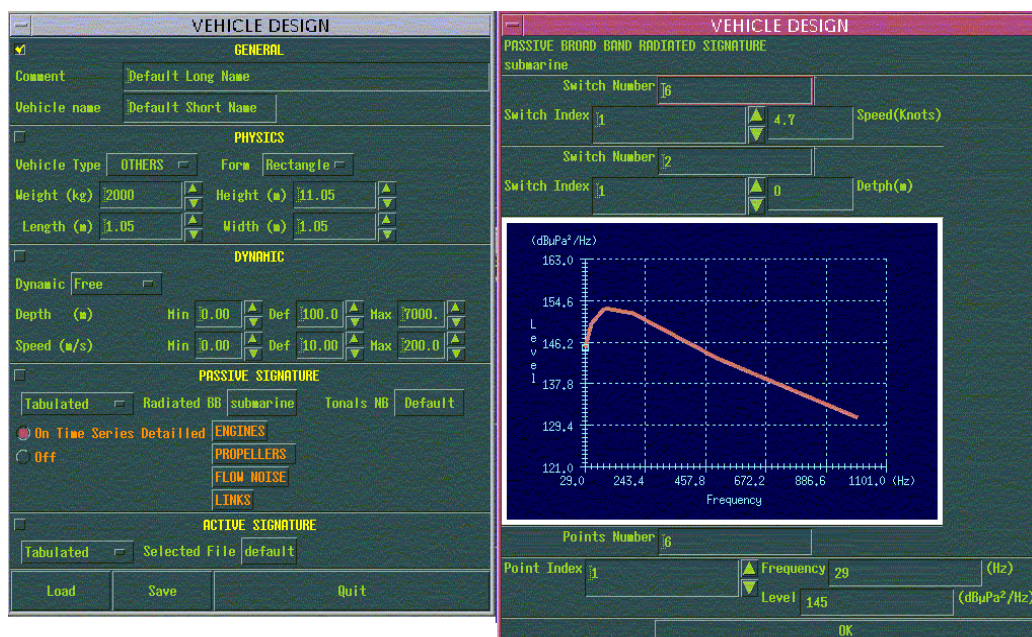 VEHICLE DESIGN
GENERAL
Comment Default Long Name
Vehicle name Default Short Name
PHYSICS
Vehicle Type OTHERS Form Rectangle
Weight (kg) 2000 Height (m) 11.05
Length (m) 1.05 Width (m) 1.05
DYNAMIC
Dynamic Free
Depth (m) Min 0.00 Def 100.0 Max 7000.
Speed (m/s) Min 0.00 Def 10.00 Max 200.0
PASSIVE SIGNATURE
Tabulated Radiated BB submarine Tonals NB Default
On Time Series Detailled ENGINES
Off PROPELLERS
FLOW NOISE
LINKS
ACTIVE SIGNATURE
Tabulated Selected File default
Load Save Quit
VEHICLE DESIGN
PASSIVE BROAD BAND RADIATED SIGNATURE
submarine
Switch Number 6
Switch Index 1 4.7 Speed(Knots)
Switch Number 2
Switch Index 1 0 Detph(m)
(dBµPa²/Hz)
163.0
154.6
146.2
137.8
129.4
121.0
Level
29.0 243.4 457.8 672.2 886.6 1101.0 (Hz)
Frequency
Points Number 6
Point Index 1 Frequency 29 (Hz)
Level 145 (dBµPa²/Hz)
OK